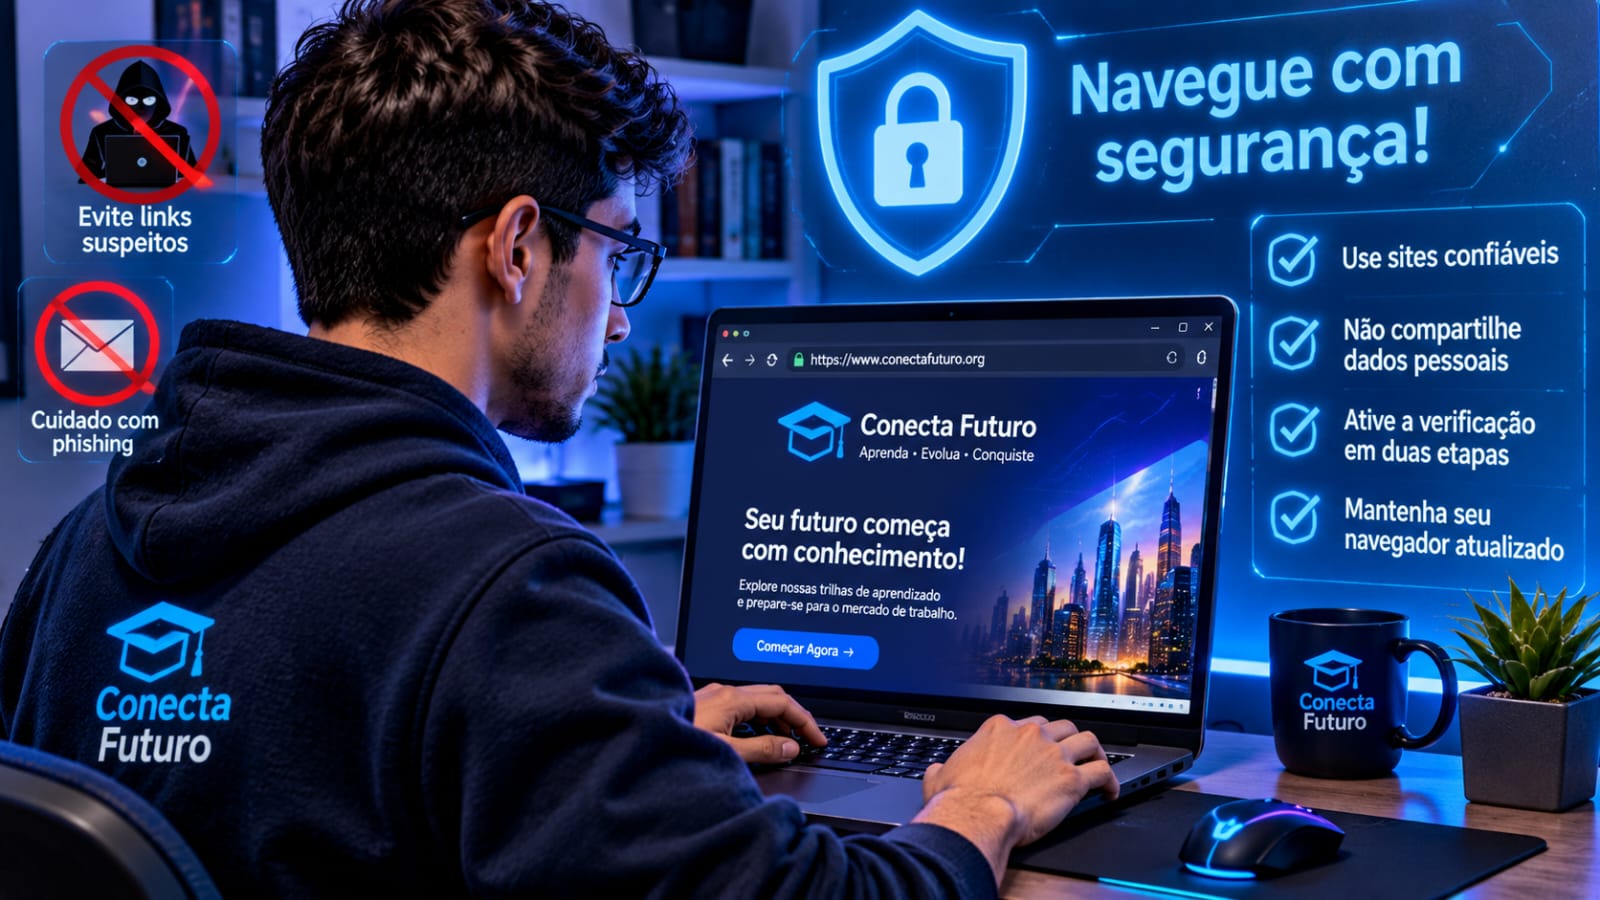 Evite links
suspeitos
Cuidado com
phishing
Navegue com
segurança!
Use sites confiáveis
Não compartilhe
dados pessoais
Ative a verificação
em duas etapas
Mantenha seu
navegador atualizado
https://www.conectafuturo.org
Conecta Futuro
Aprenda • Evolua • Conquiste
Seu futuro começa
com conhecimento!
Explore nossas trilhas de aprendizado
e prepare-se para o mercado de trabalho.
Começar Agora →
Conecta
Futuro
Conecta
Futuro